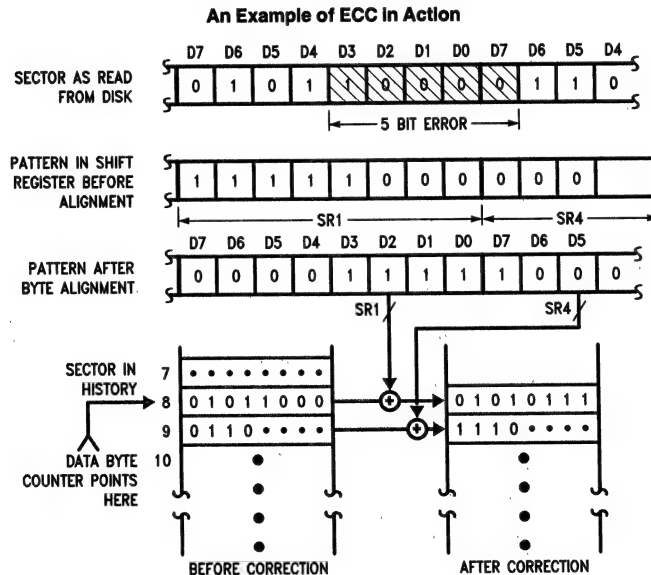 An Example of ECC in Action
D7 D6 D5 D4 D3 D2 D1 D0 D7 D6 D5 D4
SECTOR AS READ
FROM DISK
0 1 0 1 1 0 0 0 0 1 1 0
5 BIT ERROR
PATTERN IN SHIFT
REGISTER BEFORE
ALIGNMENT
1 1 1 1 1 0 0 0 0 0
SR1 SR4
D7 D6 D5 D4 D3 D2 D1 D0 D7 D6 D5
PATTERN AFTER
BYTE ALIGNMENT
0 0 0 0 1 1 1 1 1 0 0 0
SR1 SR4
SECTOR IN
HISTORY
7 • • • • • • • •
8 0 1 0 1 1 0 0 0 + 0 1 0 1 0 1 1 1
9 0 1 1 0 • • • • + 1 1 1 0 • • • •
DATA BYTE
COUNTER POINTS
HERE
10
BEFORE CORRECTION AFTER CORRECTION